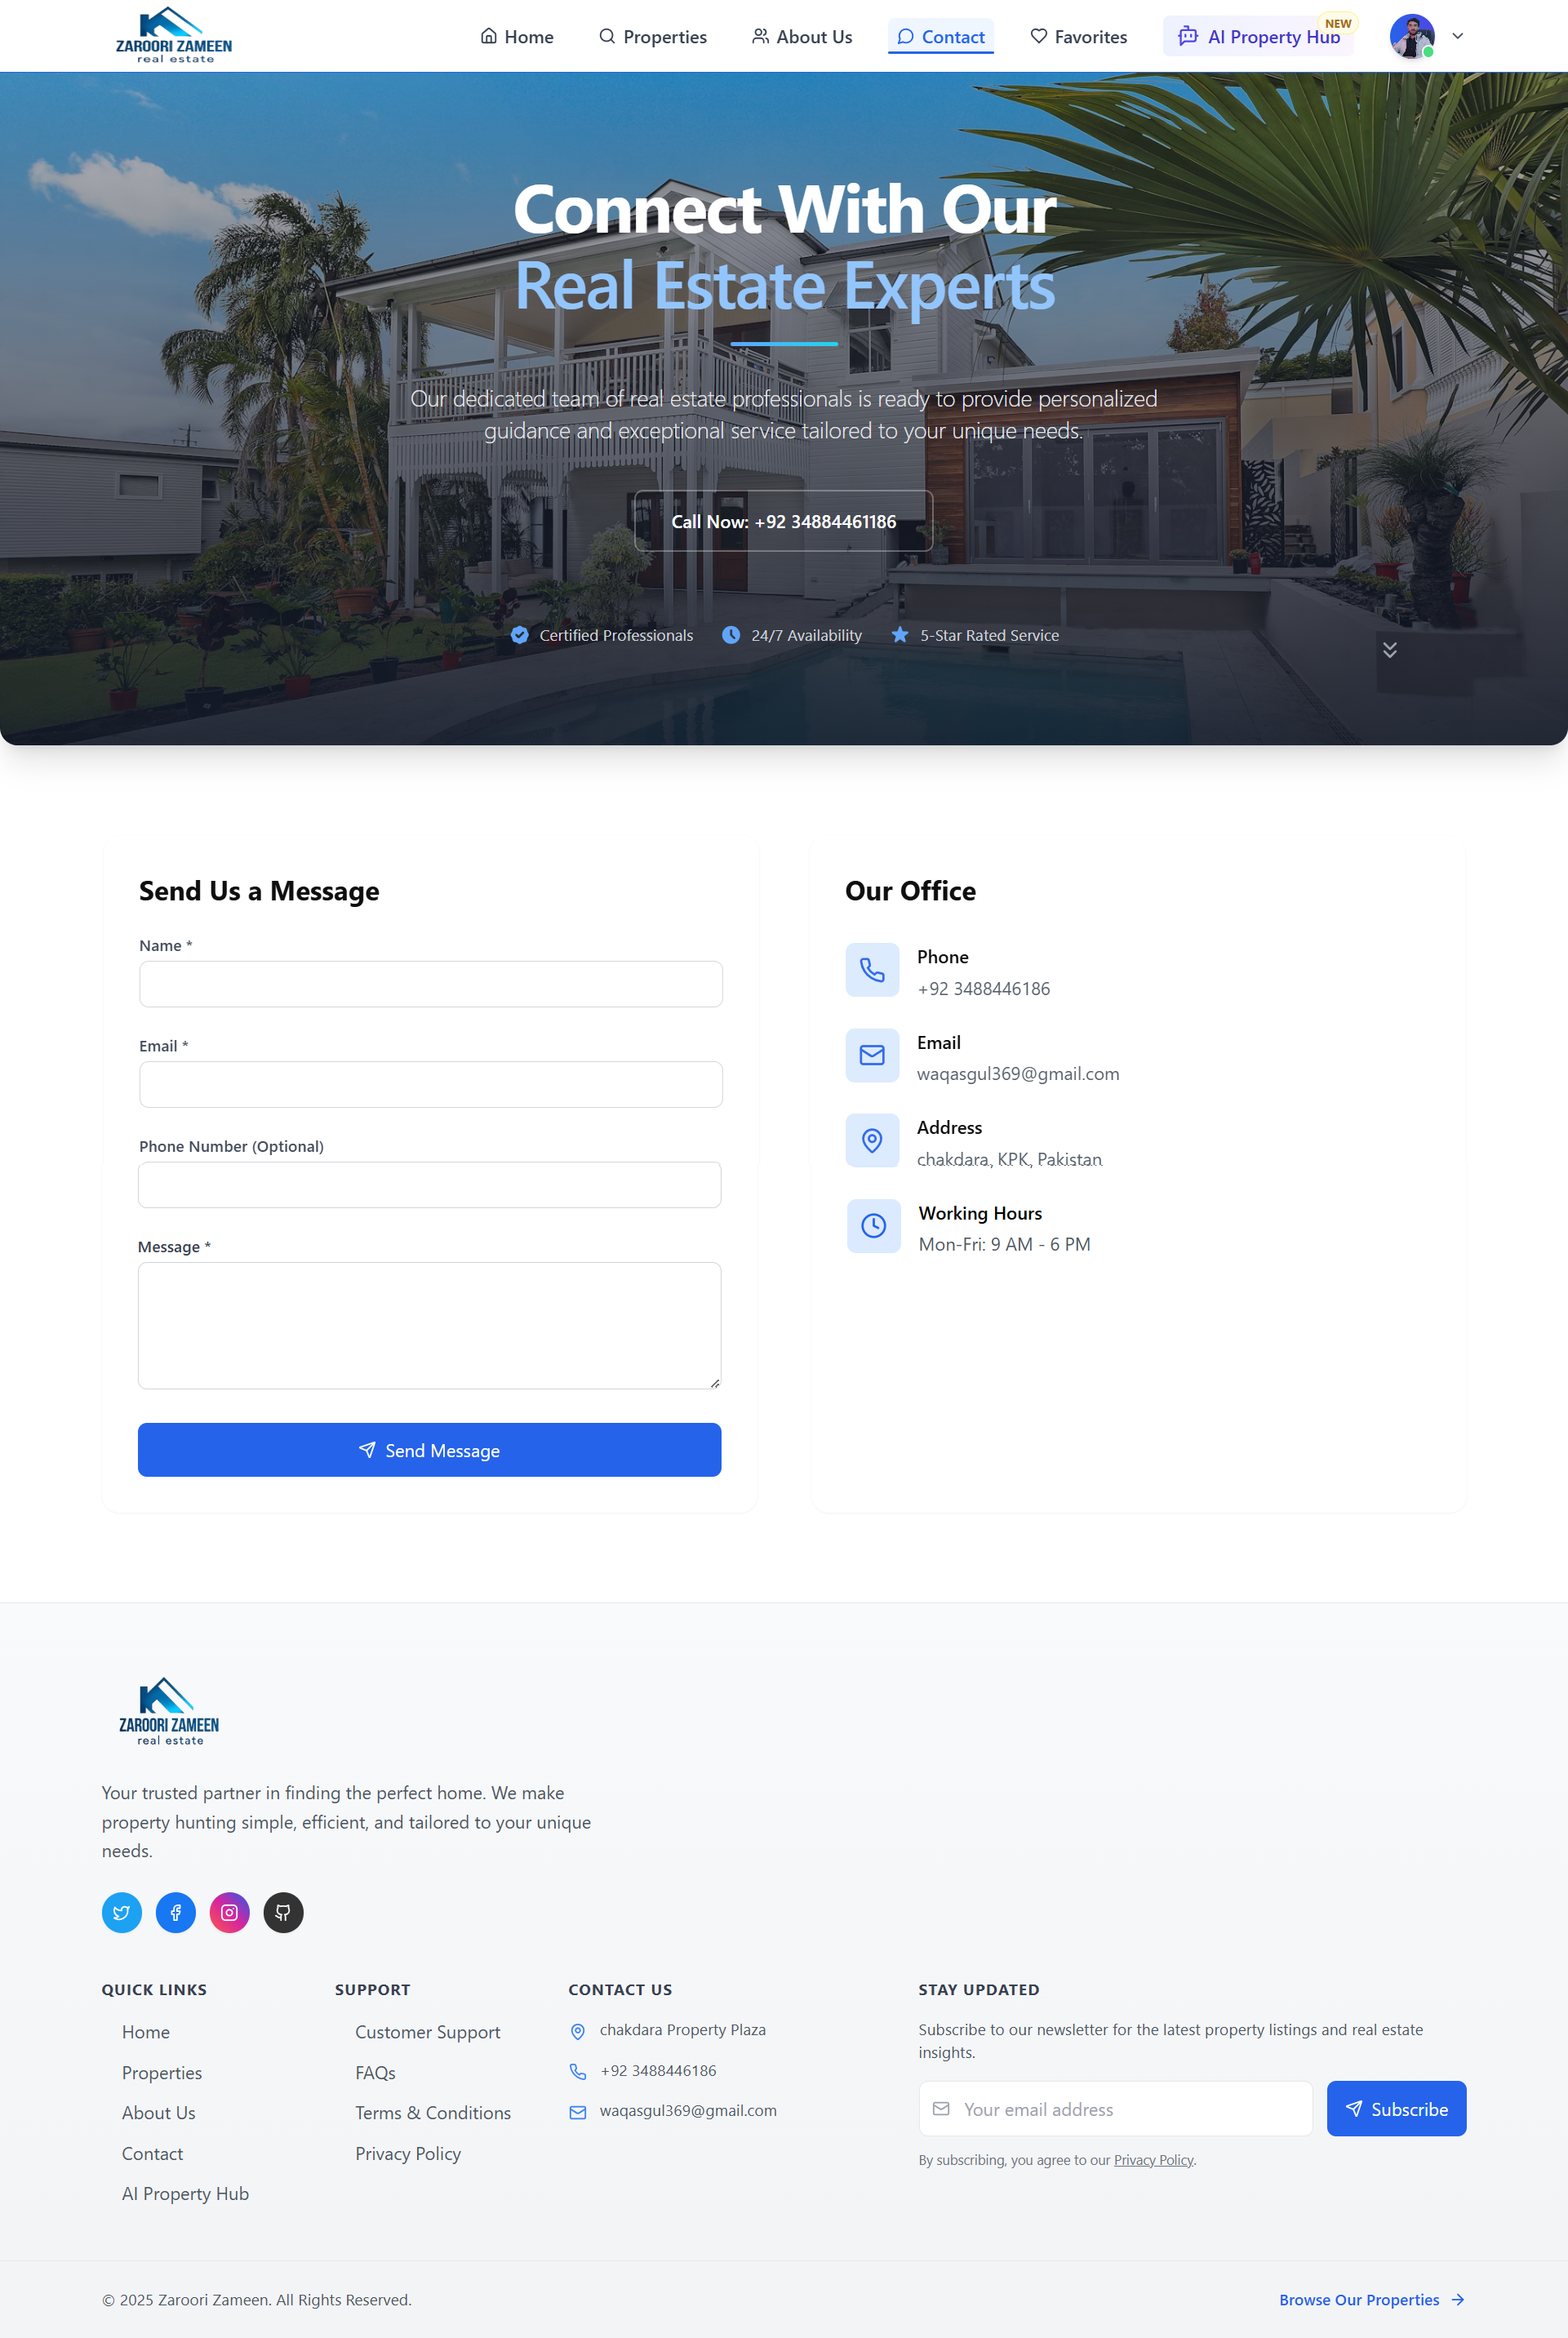 ZAROORI ZAMEEN
real estate
Home
Properties
About Us
Contact
Favorites
AI Property Hub
NEW
Connect With Our
Real Estate Experts
Our dedicated team of real estate professionals is ready to provide personalized
guidance and exceptional service tailored to your unique needs.
Call Now: +92 34884461186
Certified Professionals
24/7 Availability
5-Star Rated Service
Send Us a Message
Name *
Email *
Phone Number (Optional)
Message *
Send Message
Our Office
Phone
+92 3488446186
Email
waqasgul369@gmail.com
Address
chakdara, KPK, Pakistan
Working Hours
Mon-Fri: 9 AM - 6 PM
ZAROORI ZAMEEN
real estate
Your trusted partner in finding the perfect home. We make
property hunting simple, efficient, and tailored to your unique
needs.
QUICK LINKS
Home
Properties
About Us
Contact
AI Property Hub
SUPPORT
Customer Support
FAQs
Terms & Conditions
Privacy Policy
CONTACT US
chakdara Property Plaza
+92 3488446186
waqasgul369@gmail.com
STAY UPDATED
Subscribe to our newsletter for the latest property listings and real estate
insights.
Your email address
Subscribe
By subscribing, you agree to our Privacy Policy.
© 2025 Zaroori Zameen. All Rights Reserved.
Browse Our Properties